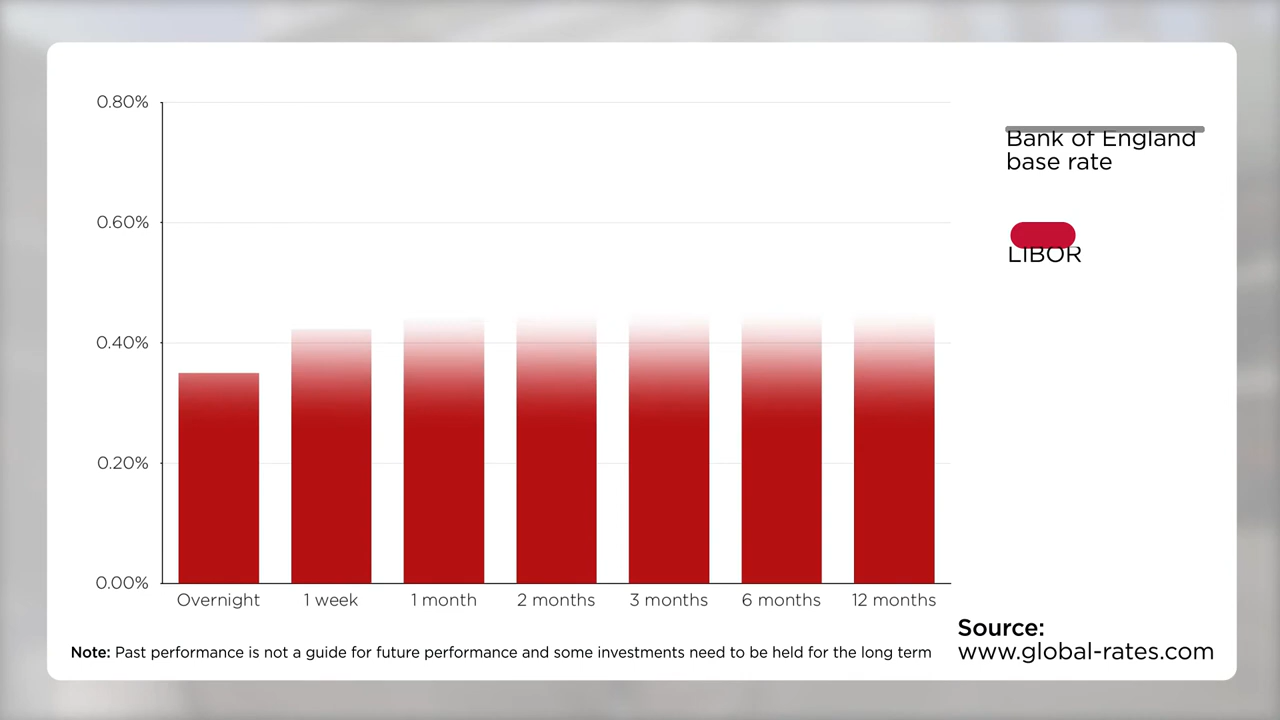 0.80%
0.60%
0.40%
0.20%
0.00%
Overnight
1 week
1 month
2 months
3 months
6 months
12 months
Bank of England
base rate
LIBOR
Source:
www.global-rates.com
Note: Past performance is not a guide for future performance and some investments need to be held for the long term